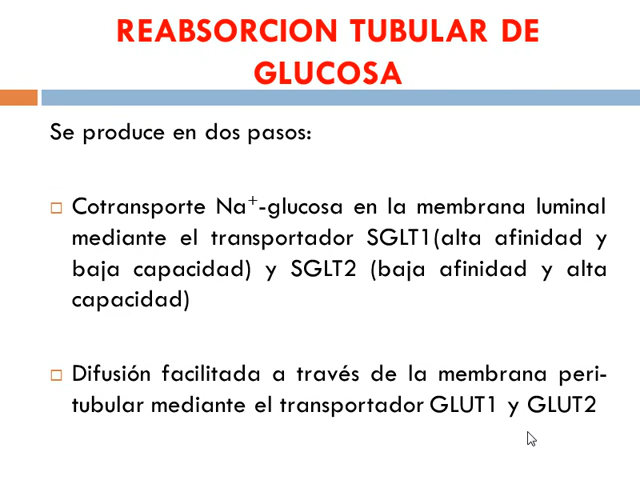 REABSORCION TUBULAR DE
GLUCOSA
Se produce en dos pasos:
Cotransporte Na⁺-glucosa en la membrana luminal
mediante el transportador SGLT1(alta afinidad y
baja capacidad) y SGLT2 (baja afinidad y alta
capacidad)
Difusión facilitada a través de la membrana peri-
tubular mediante el transportador GLUT1 y GLUT2